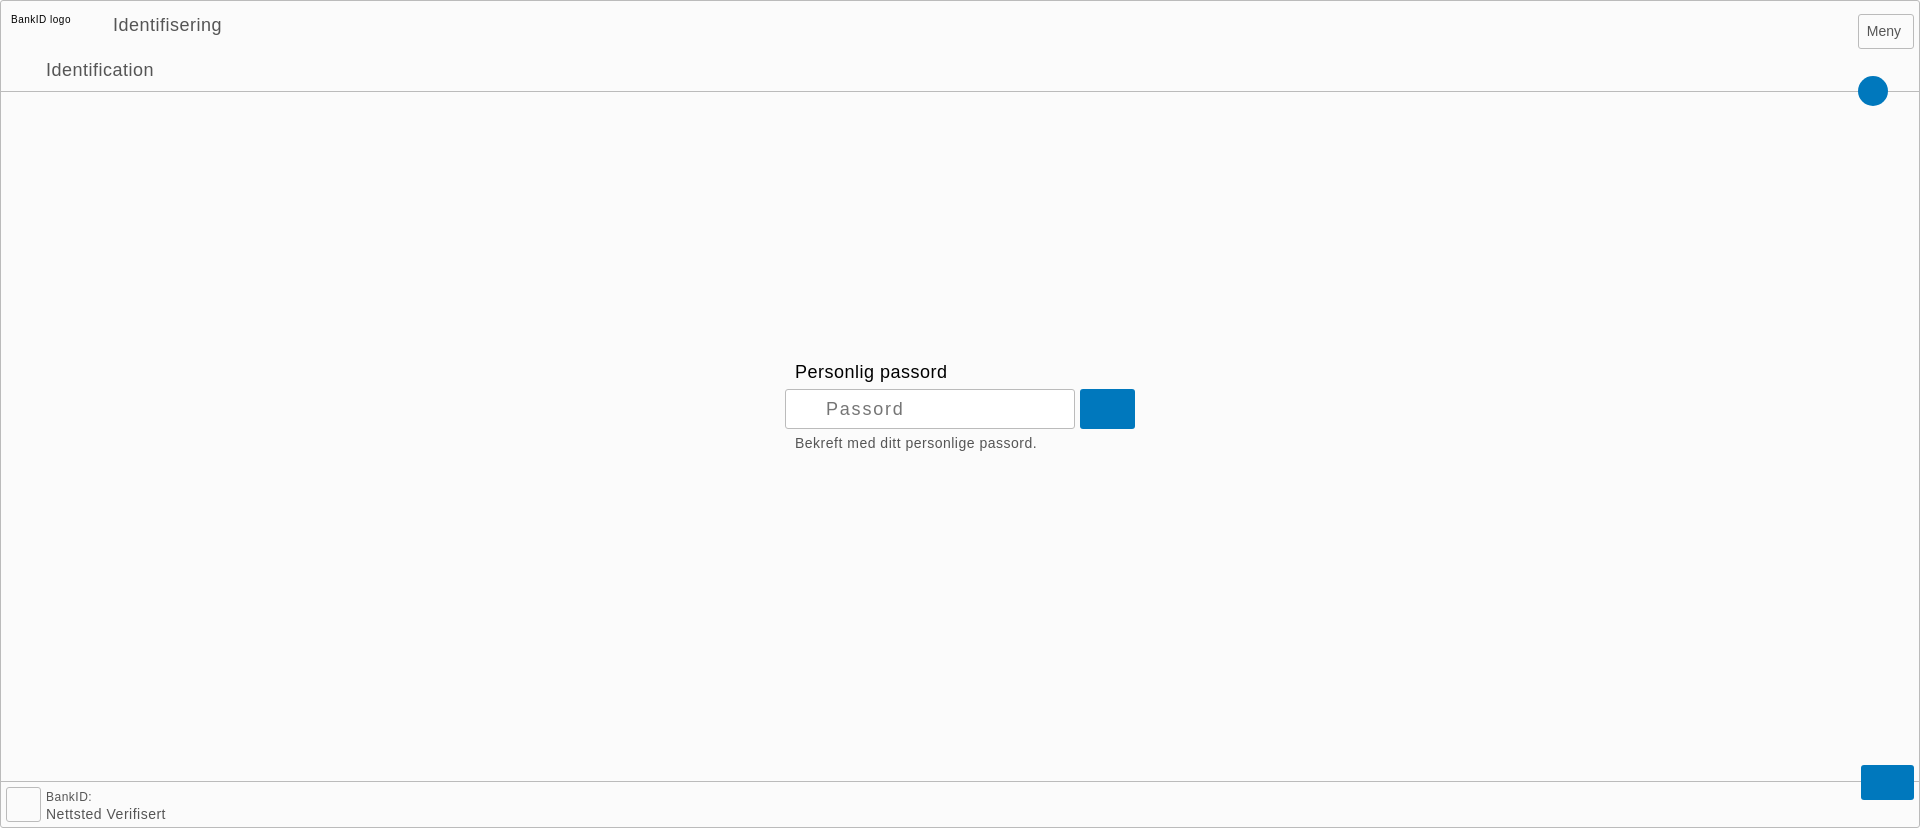 BankID logo
Identifisering
Meny
Identification
Personlig passord
Passord
Bekreft med ditt personlige passord.
BankID:
Nettsted Verifisert